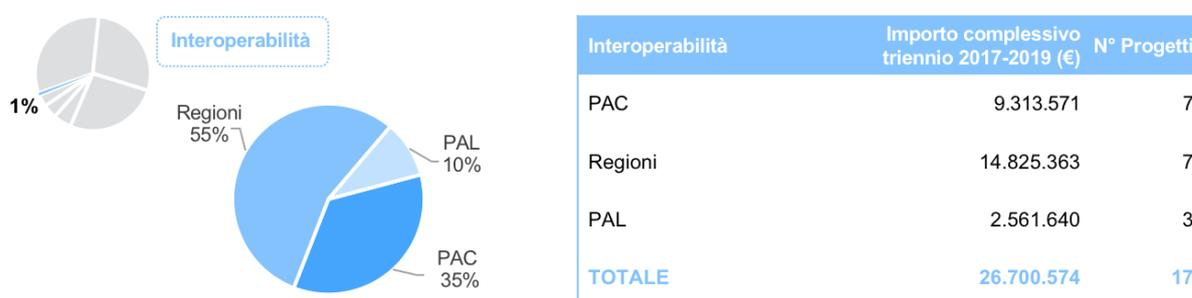 Interoperabilità
1%
Regioni
55%
PAL
10%
PAC
35%
Interoperabilità Importo complessivo triennio 2017-2019 (€) N° Progetti
PAC 9.313.571 7
Regioni 14.825.363 7
PAL 2.561.640 3
TOTALE 26.700.574 17